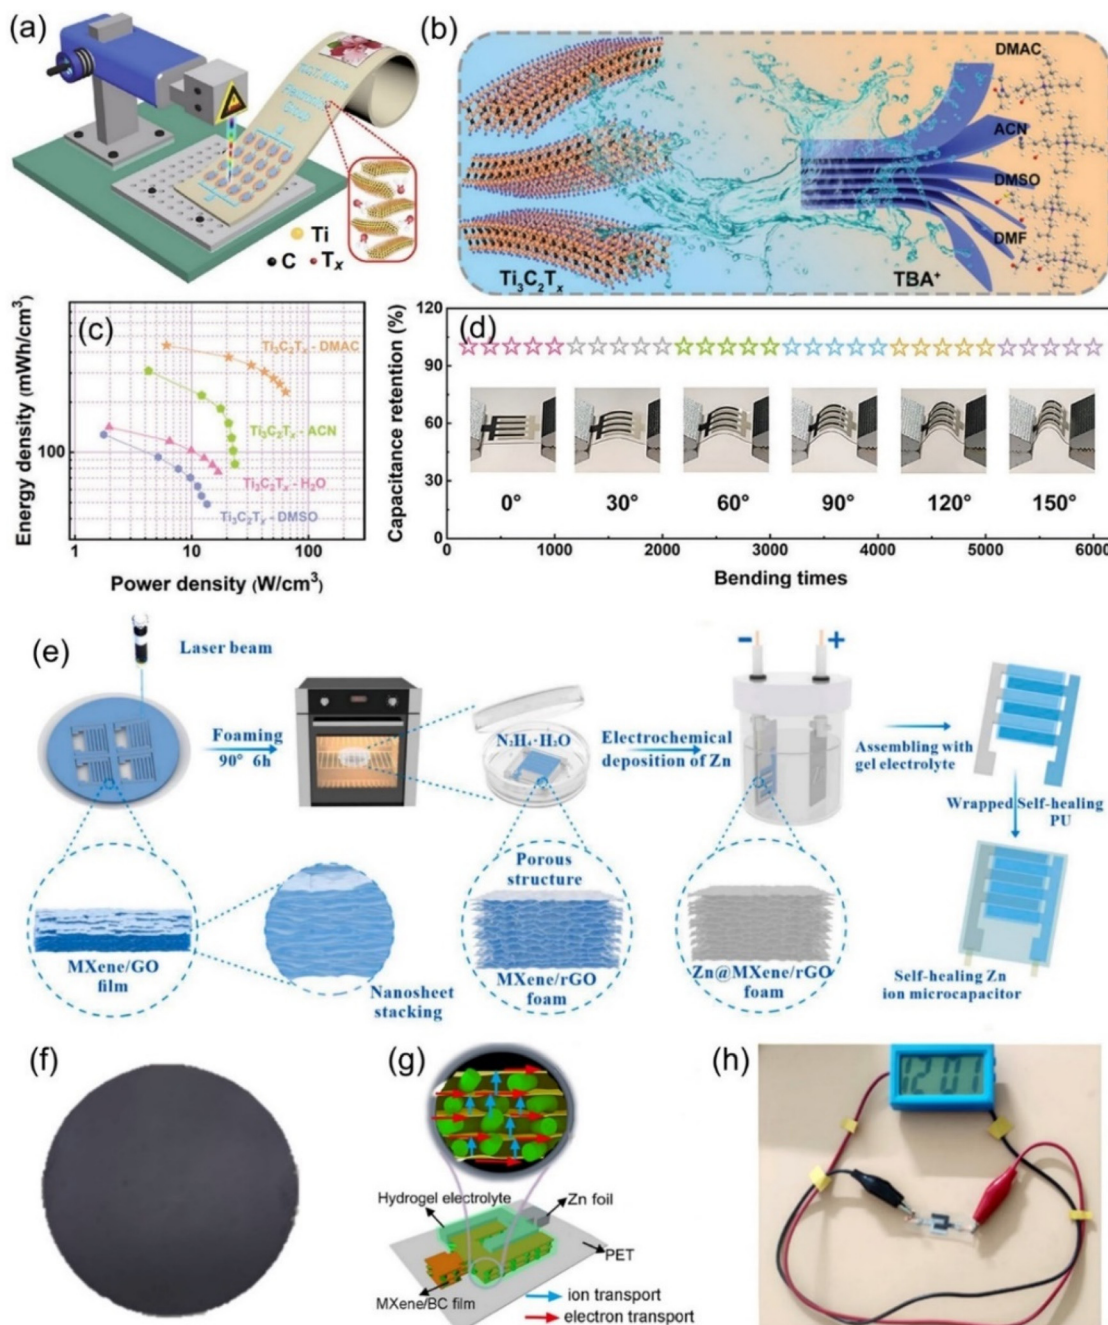 (a)
Ti
C
Tx
(b)
DMAC
ACN
DMSO
DMF
Ti3C2Tx
TBA+
(c)
Energy density (mWh/cm3)
100
Ti3C2Tx - DMAC
Ti3C2Tx - ACN
Ti3C2Tx - H2O
Ti3C2Tx - DMSO
1
10
100
Power density (W/cm3)
(d)
Capacitance retention (%)
120
90
60
30
0
0°
30°
60°
90°
120°
150°
0
1000
2000
3000
4000
5000
6000
Bending times
(e)
Laser beam
Foaming
90° 6h
N2H4·H2O
Electrochemical
deposition of Zn
Assembling with
gel electrolyte
Wrapped Self-healing
PU
MXene/GO
film
Nanosheet
stacking
Porous
structure
MXene/rGO
foam
Zn@MXene/rGO
foam
Self-healing Zn
ion microcapacitor
(f)
(g)
Hydrogel electrolyte
Zn foil
PET
MXene/BC film
ion transport
electron transport
(h)
12:01